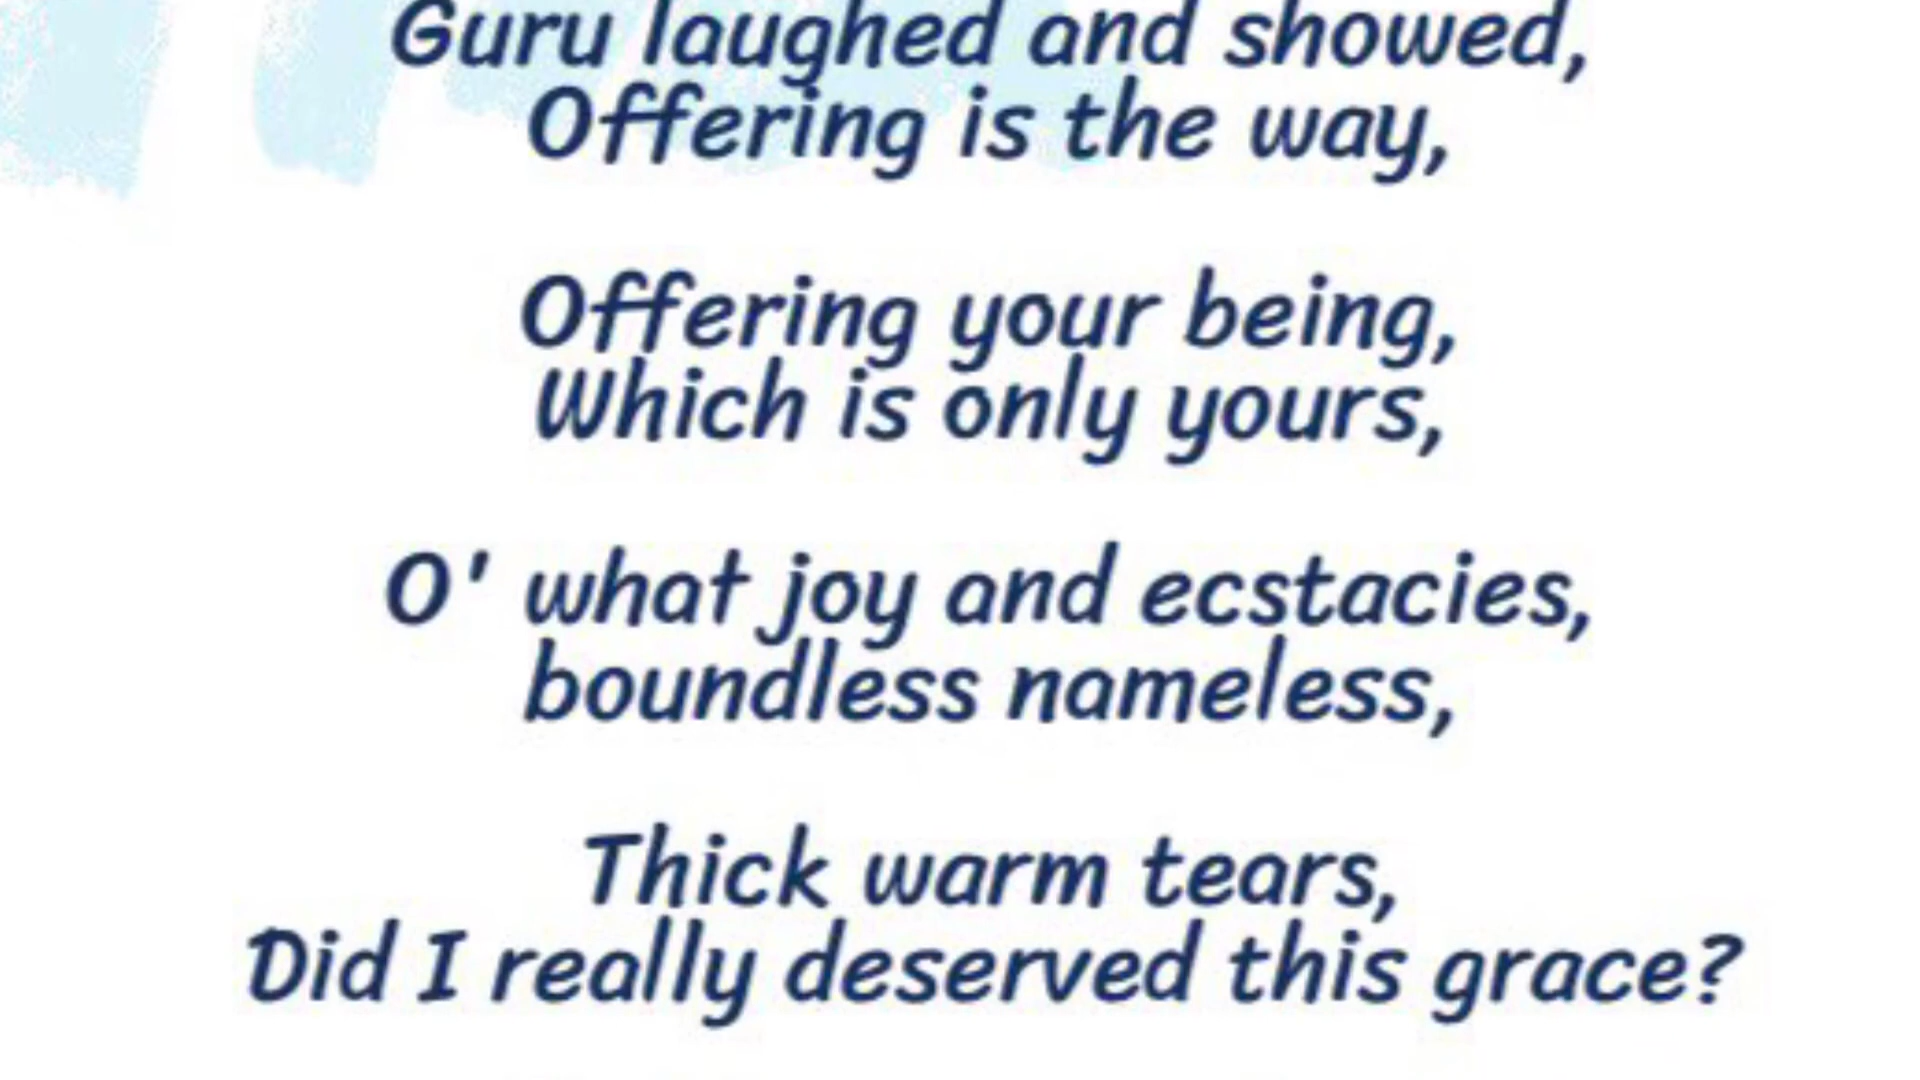 Guru laughed and showed,
Offering is the way,
Offering your being,
Which is only yours,
O' what joy and ecstacies,
boundless nameless,
Thick warm tears,
Did I really deserved this grace?